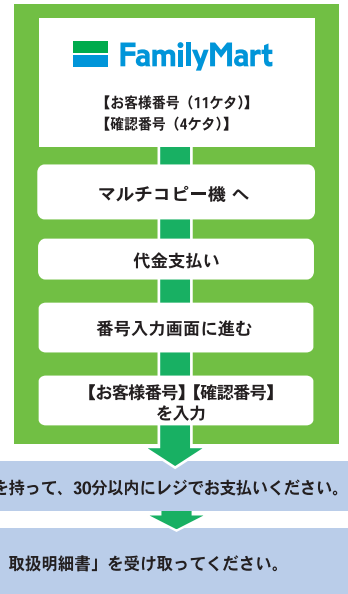 FamilyMart
【お客様番号（11ケタ）】
【確認番号（4ケタ）】
マルチコピー機 へ
代金支払い
番号入力画面に進む
【お客様番号】【確認番号】
を入力
を持って、30分以内にレジでお支払いください。
取扱明細書」を受け取ってください。